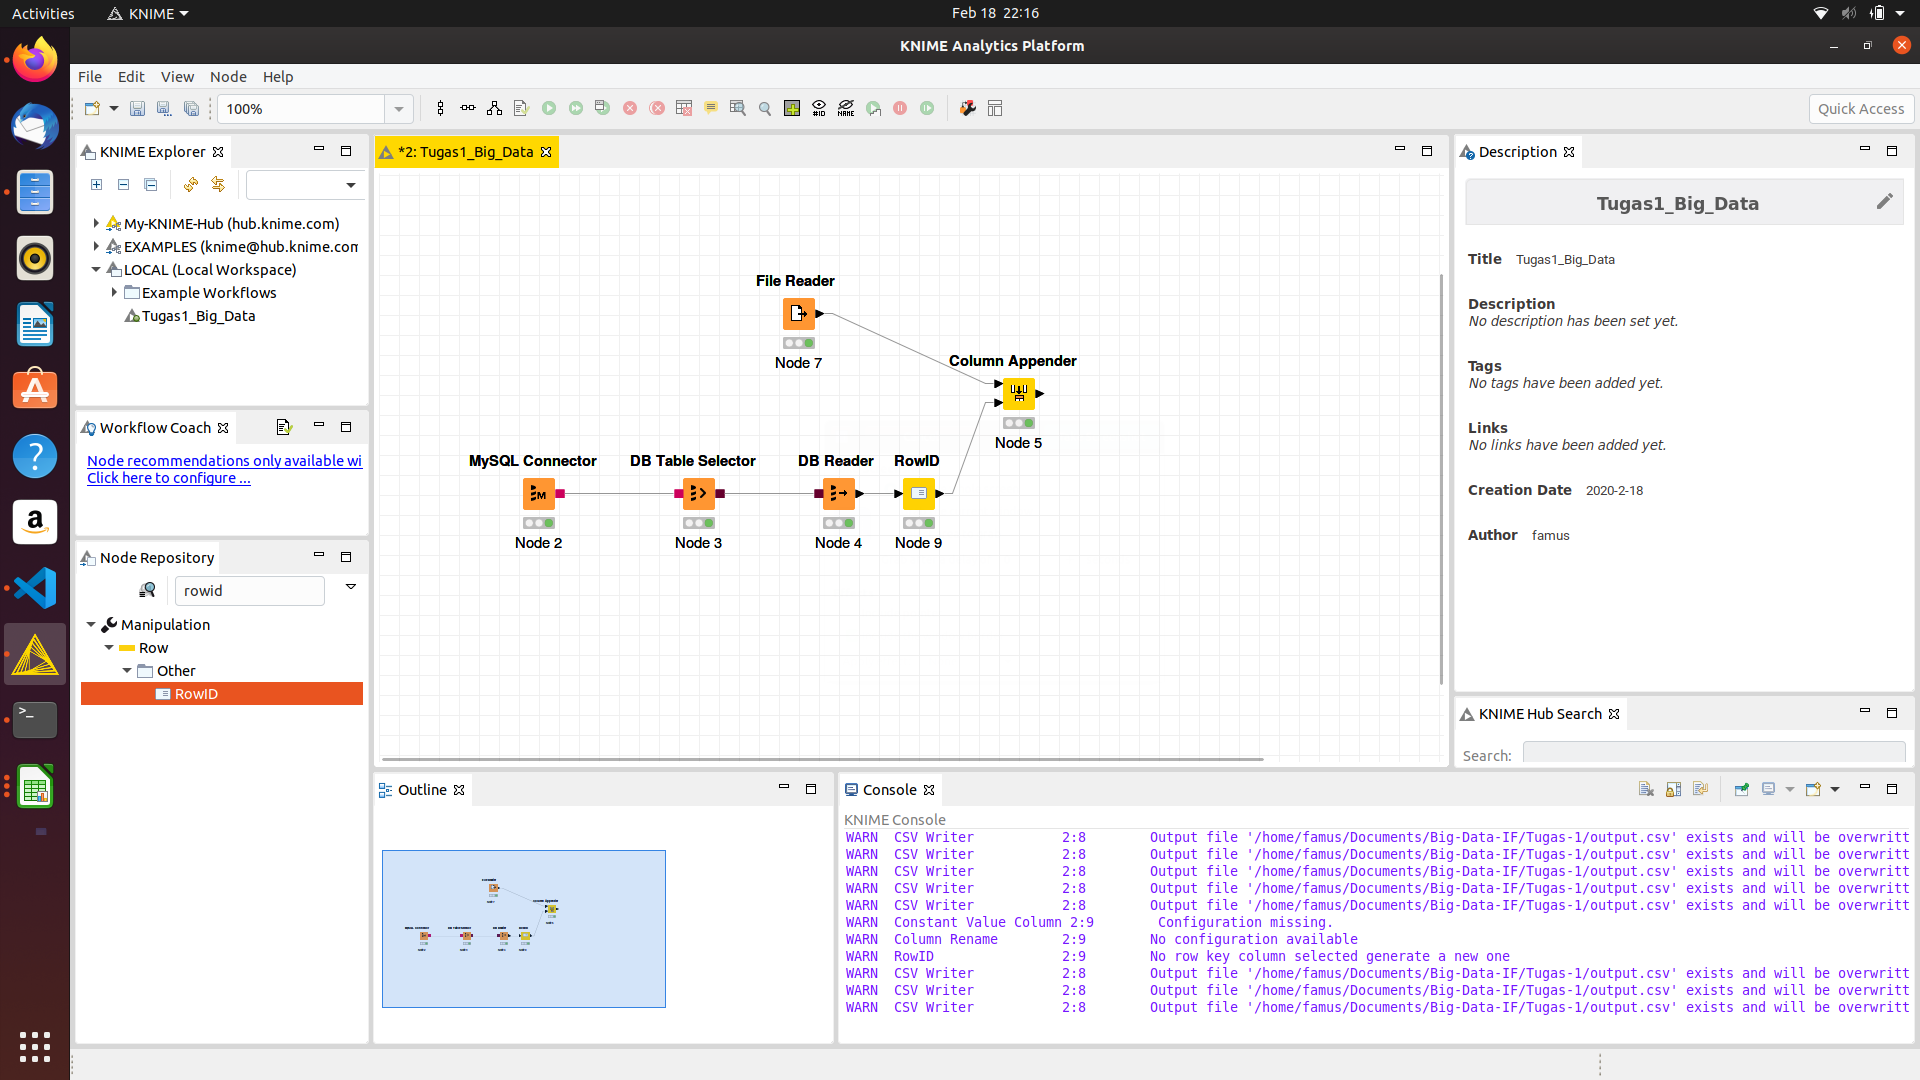 Activities
KNIME
Feb 18 22:16
KNIME Analytics Platform
File
Edit
View
Node
Help
100%
#ID
NAME
Quick Access
KNIME Explorer
My-KNIME-Hub (hub.knime.com)
EXAMPLES (knime@hub.knime.com
LOCAL (Local Workspace)
Example Workflows
Tugas1_Big_Data
Workflow Coach
Node recommendations only available wi
Click here to configure ...
Node Repository
rowid
Manipulation
Row
Other
RowID
*2: Tugas1_Big_Data
File Reader
Node 7
Column Appender
Node 5
MySQL Connector
M
Node 2
DB Table Selector
Node 3
DB Reader
Node 4
RowID
Node 9
Description
Tugas1_Big_Data
Title Tugas1_Big_Data
Description
No description has been set yet.
Tags
No tags have been added yet.
Links
No links have been added yet.
Creation Date 2020-2-18
Author famus
KNIME Hub Search
Search:
Outline
Console
KNIME Console
WARN CSV Writer 2:8 Output file '/home/famus/Documents/Big-Data-IF/Tugas-1/output.csv' exists and will be overwritt
WARN CSV Writer 2:8 Output file '/home/famus/Documents/Big-Data-IF/Tugas-1/output.csv' exists and will be overwritt
WARN CSV Writer 2:8 Output file '/home/famus/Documents/Big-Data-IF/Tugas-1/output.csv' exists and will be overwritt
WARN CSV Writer 2:8 Output file '/home/famus/Documents/Big-Data-IF/Tugas-1/output.csv' exists and will be overwritt
WARN CSV Writer 2:8 Output file '/home/famus/Documents/Big-Data-IF/Tugas-1/output.csv' exists and will be overwritt
WARN Constant Value Column 2:9 Configuration missing.
WARN Column Rename 2:9 No configuration available
WARN RowID 2:9 No row key column selected generate a new one
WARN CSV Writer 2:8 Output file '/home/famus/Documents/Big-Data-IF/Tugas-1/output.csv' exists and will be overwritt
WARN CSV Writer 2:8 Output file '/home/famus/Documents/Big-Data-IF/Tugas-1/output.csv' exists and will be overwritt
WARN CSV Writer 2:8 Output file '/home/famus/Documents/Big-Data-IF/Tugas-1/output.csv' exists and will be overwritt